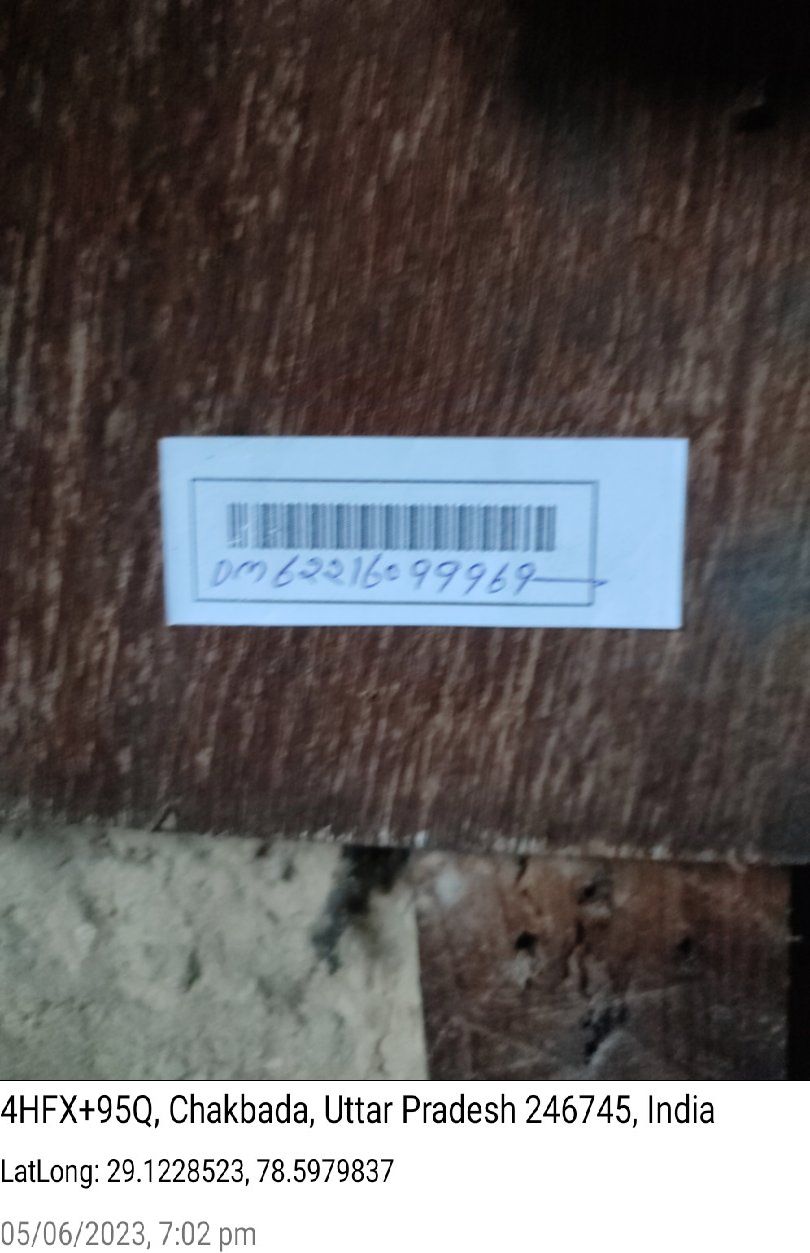 DM62216099969
4HFX+95Q, Chakbada, Uttar Pradesh 246745, India
LatLong: 29.1228523, 78.5979837
05/06/2023, 7:02 pm